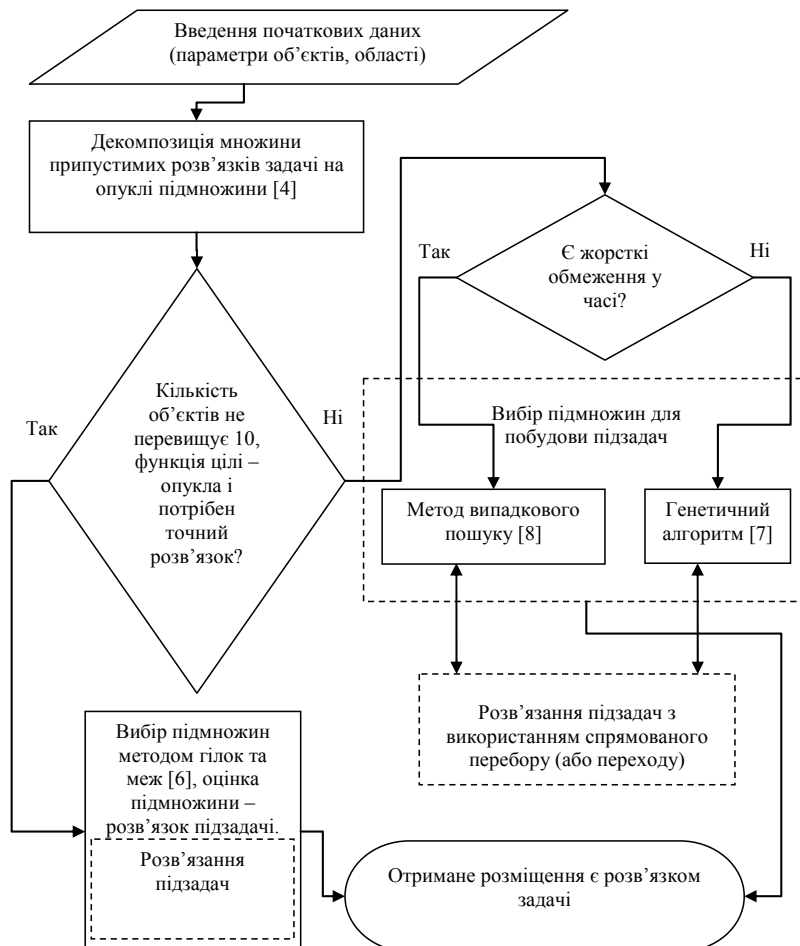 Введення початкових даних
(параметри об’єктів, області)
Декомпозиція множини
припустимих розв’язків задачі на
опуклі підмножини [4]
Так
Є жорсткі
обмеження у
часі?
Ні
Так
Кількість
об’єктів не
перевищує 10,
функція цілі –
опукла і
потрібен
точний
розв’язок?
Ні
Вибір підмножин для
побудови підзадач
Метод випадкового
пошуку [8]
Генетичний
алгоритм [7]
Розв’язання підзадач з
використанням спрямованого
перебору (або переходу)
Вибір підмножин
методом гілок та
меж [6], оцінка
підмножини –
розв’язок підзадачі.
Розв’язання
підзадач
Отримане розміщення є розв’язком
задачі